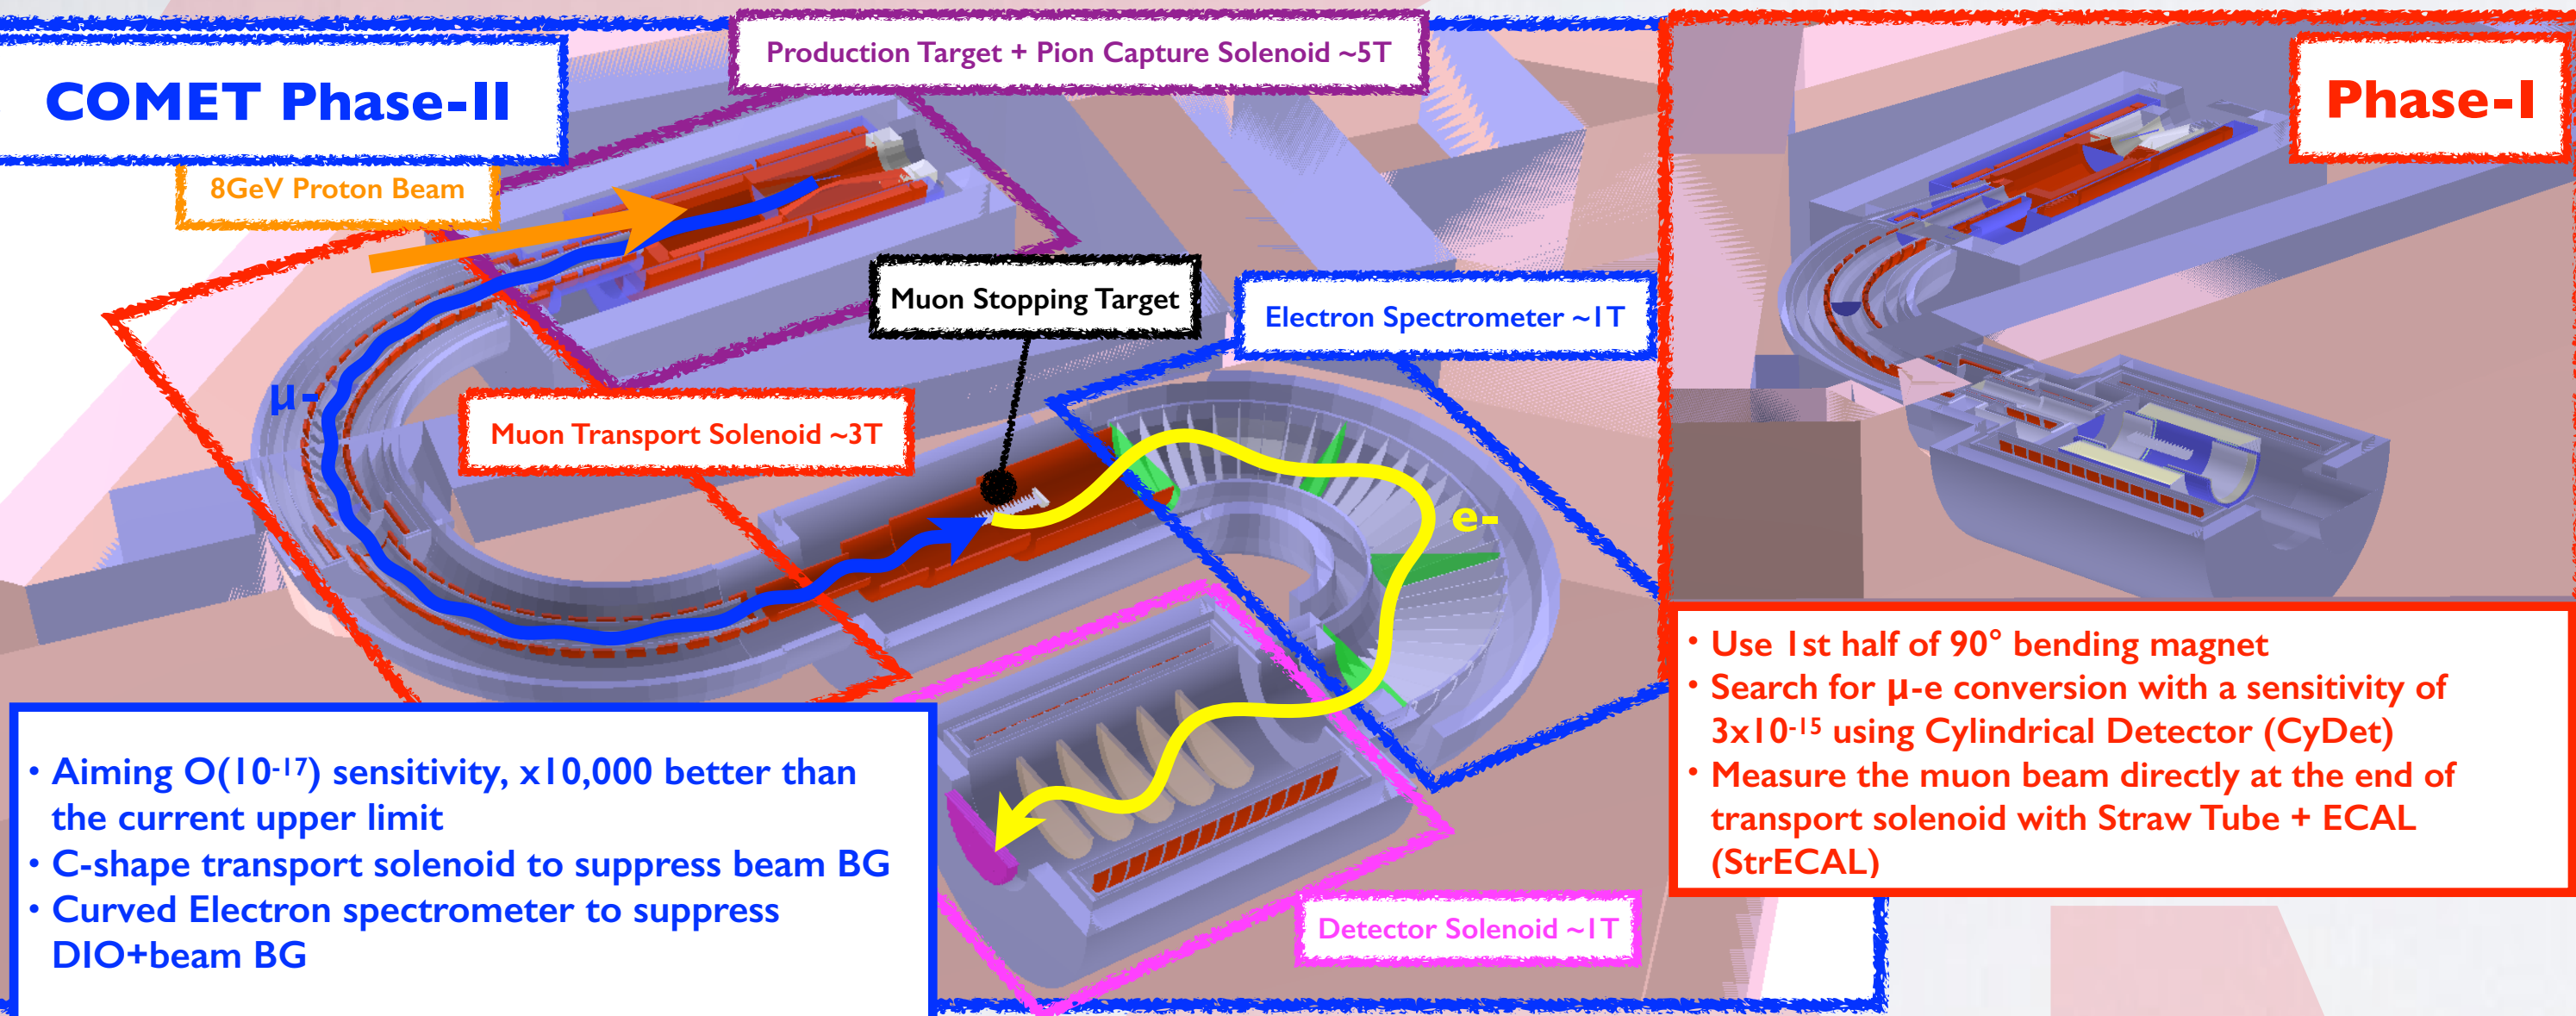 COMET Phase-II
Production Target + Pion Capture Solenoid ~5T
Phase-I
8GeV Proton Beam
Muon Stopping Target
Electron Spectrometer ~1T
μ-
Muon Transport Solenoid ~3T
e-
• Use 1st half of 90° bending magnet
• Search for μ-e conversion with a sensitivity of
3x10⁻¹⁵ using Cylindrical Detector (CyDet)
• Measure the muon beam directly at the end of
transport solenoid with Straw Tube + ECAL
(StrECAL)
• Aiming O(10⁻¹⁷) sensitivity, x10,000 better than
the current upper limit
• C-shape transport solenoid to suppress beam BG
• Curved Electron spectrometer to suppress
DIO+beam BG
Detector Solenoid ~1T